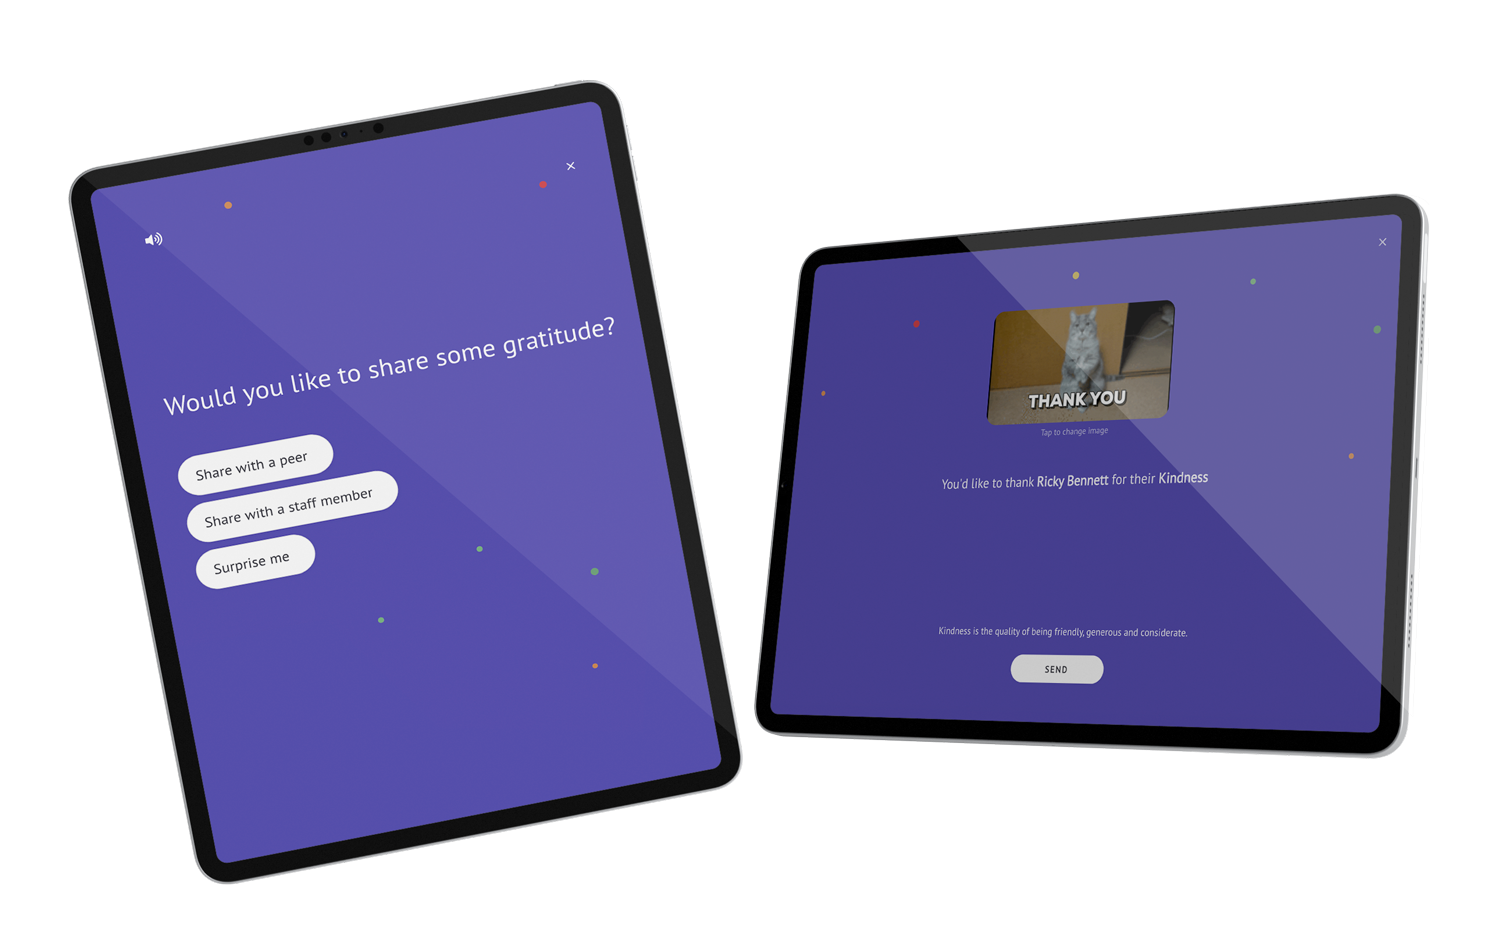 Would you like to share some gratitude?
Share with a peer
Share with a staff member
Surprise me
THANK YOU
Tap to change image
You'd like to thank Ricky Bennett for their Kindness
Kindness is the quality of being friendly, generous and considerate.
SEND